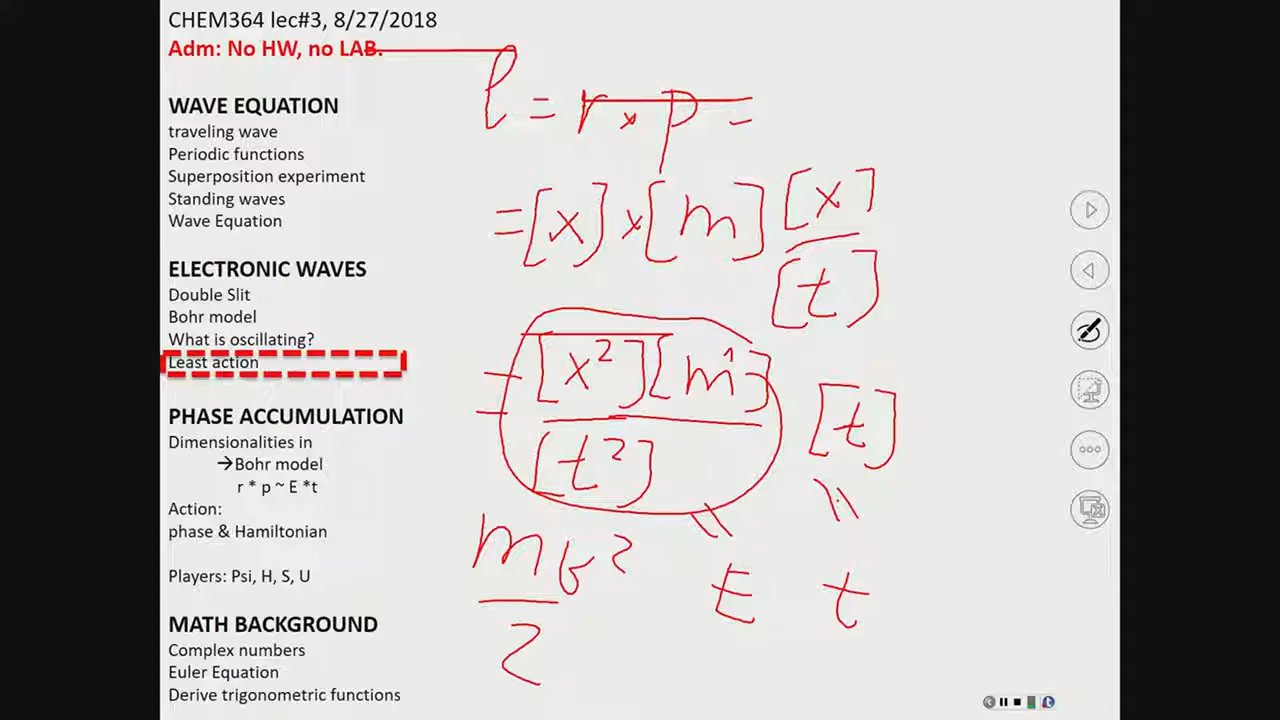 CHEM364 lec#3, 8/27/2018
Adm: No HW, no LAB.
WAVE EQUATION
traveling wave
Periodic functions
Superposition experiment
Standing waves
Wave Equation
ELECTRONIC WAVES
Double Slit
Bohr model
What is oscillating?
Least action
PHASE ACCUMULATION
Dimensionalities in
→Bohr model
r * p ~ E *t
Action:
phase & Hamiltonian
Players: Psi, H, S, U
MATH BACKGROUND
Complex numbers
Euler Equation
Derive trigonometric functions
l = r × p =
= [x] × [m] [x]
[t]
= [x²] [m] [t]
[t²]
mv²
2
E t